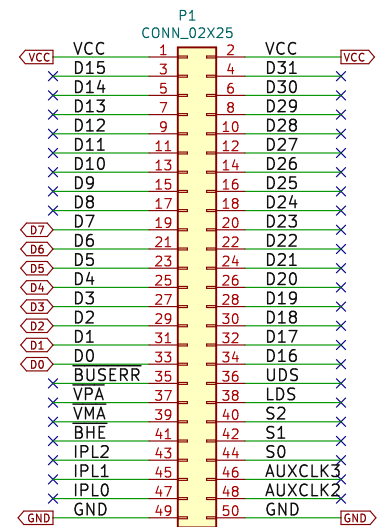 P1
CONN_02X25
VCC VCC 1 2 VCC VCC
D15 3 4 D31
D14 5 6 D30
D13 7 8 D29
D12 9 10 D28
D11 11 12 D27
D10 13 14 D26
D9 15 16 D25
D8 17 18 D24
D7 D7 19 20 D23
D6 D6 21 22 D22
D5 D5 23 24 D21
D4 D4 25 26 D20
D3 D3 27 28 D19
D2 D2 29 30 D18
D1 D1 31 32 D17
D0 D0 33 34 D16
BUSERR 35 36 UDS
VPA 37 38 LDS
VMA 39 40 S2
BHE 41 42 S1
IPL2 43 44 S0
IPL1 45 46 AUXCLK3
IPL0 47 48 AUXCLK2
GND GND 49 50 GND GND